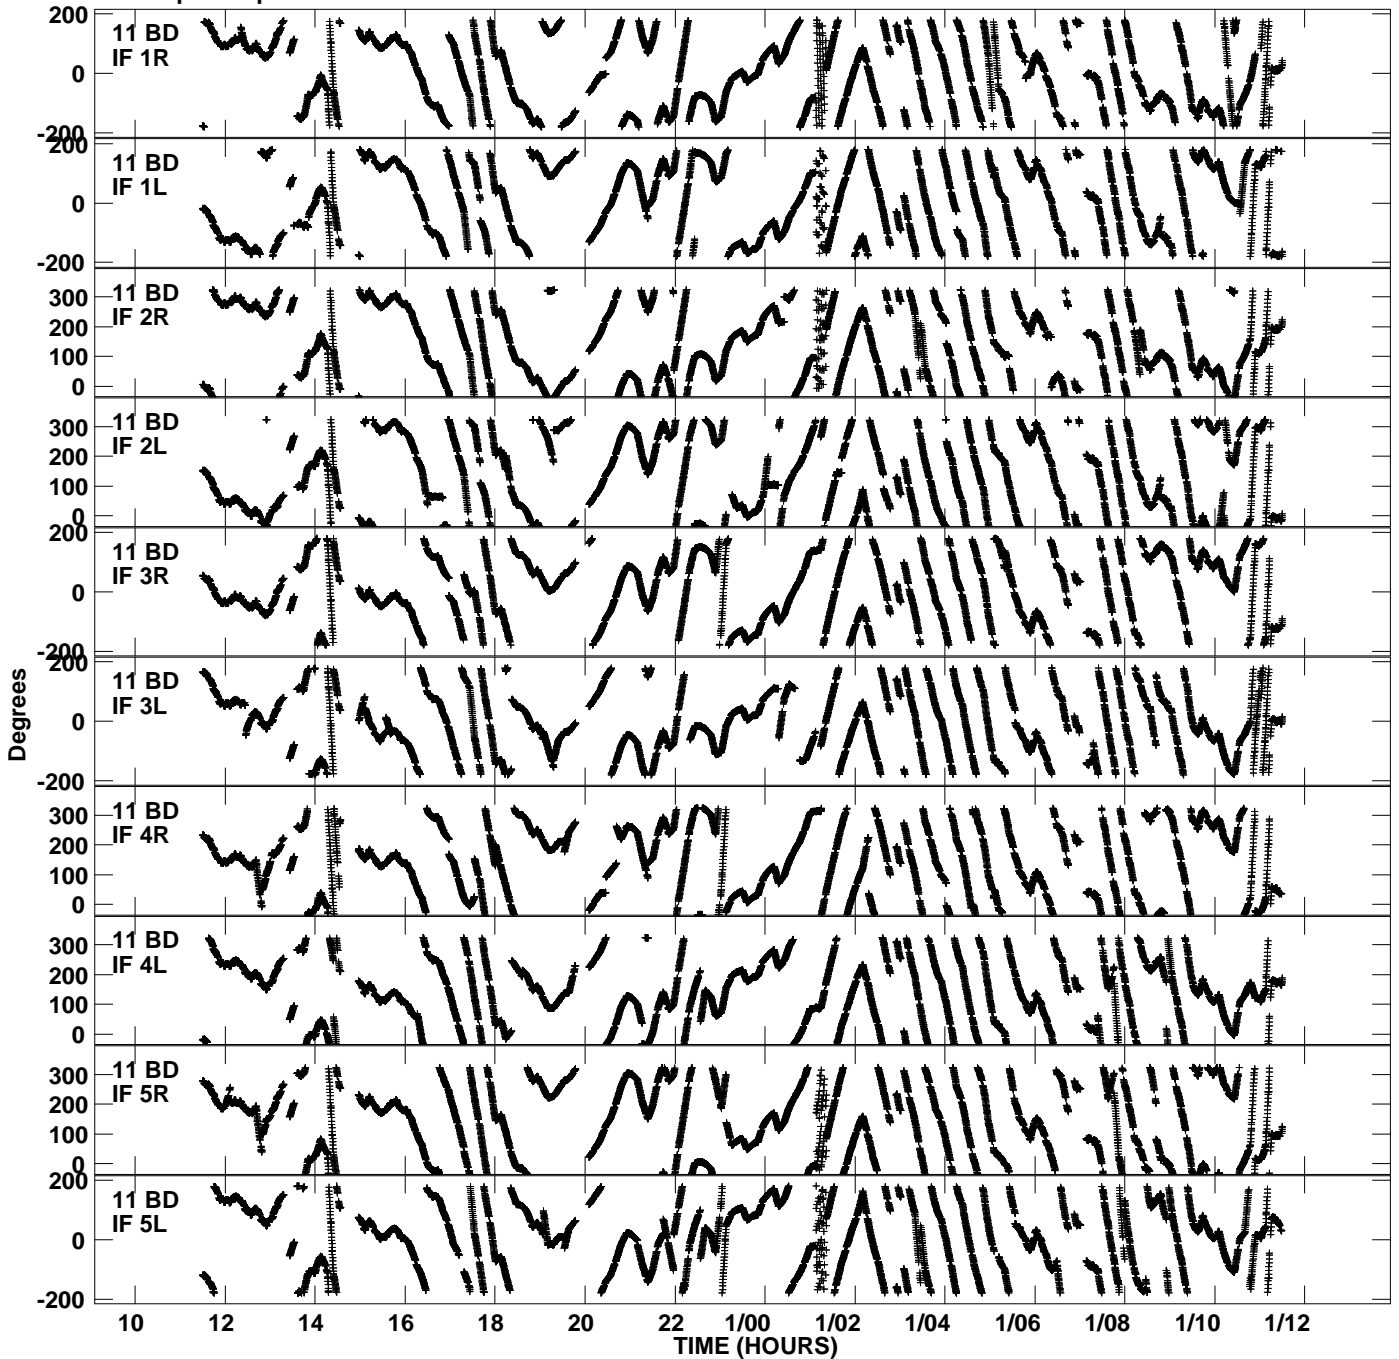 200
11 BD
IF 1R
0
-200
200
11 BD
IF 1L
0
-200
11 BD
IF 2R
300
200
100
0
11 BD
IF 2L
300
200
100
0
200
11 BD
IF 3R
0
-200
200
11 BD
IF 3L
0
-200
11 BD
IF 4R
300
200
100
0
11 BD
IF 4L
300
200
100
0
11 BD
IF 5R
300
200
100
0
200
11 BD
IF 5L
0
-200
Degrees
10 12 14 16 18 20 22 1/00 1/02 1/04 1/06 1/08 1/10 1/12
TIME (HOURS)